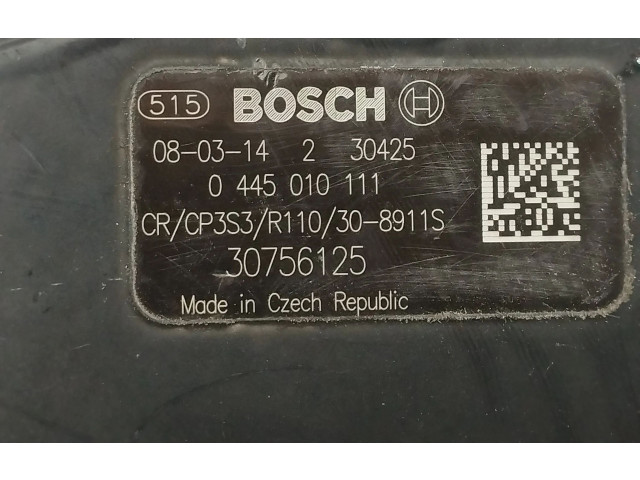 515 BOSCH
08-03-14 2 30425
0 445 010 111
CR/CP3S3/R110/30-8911S
30756125
Made in Czech Republic